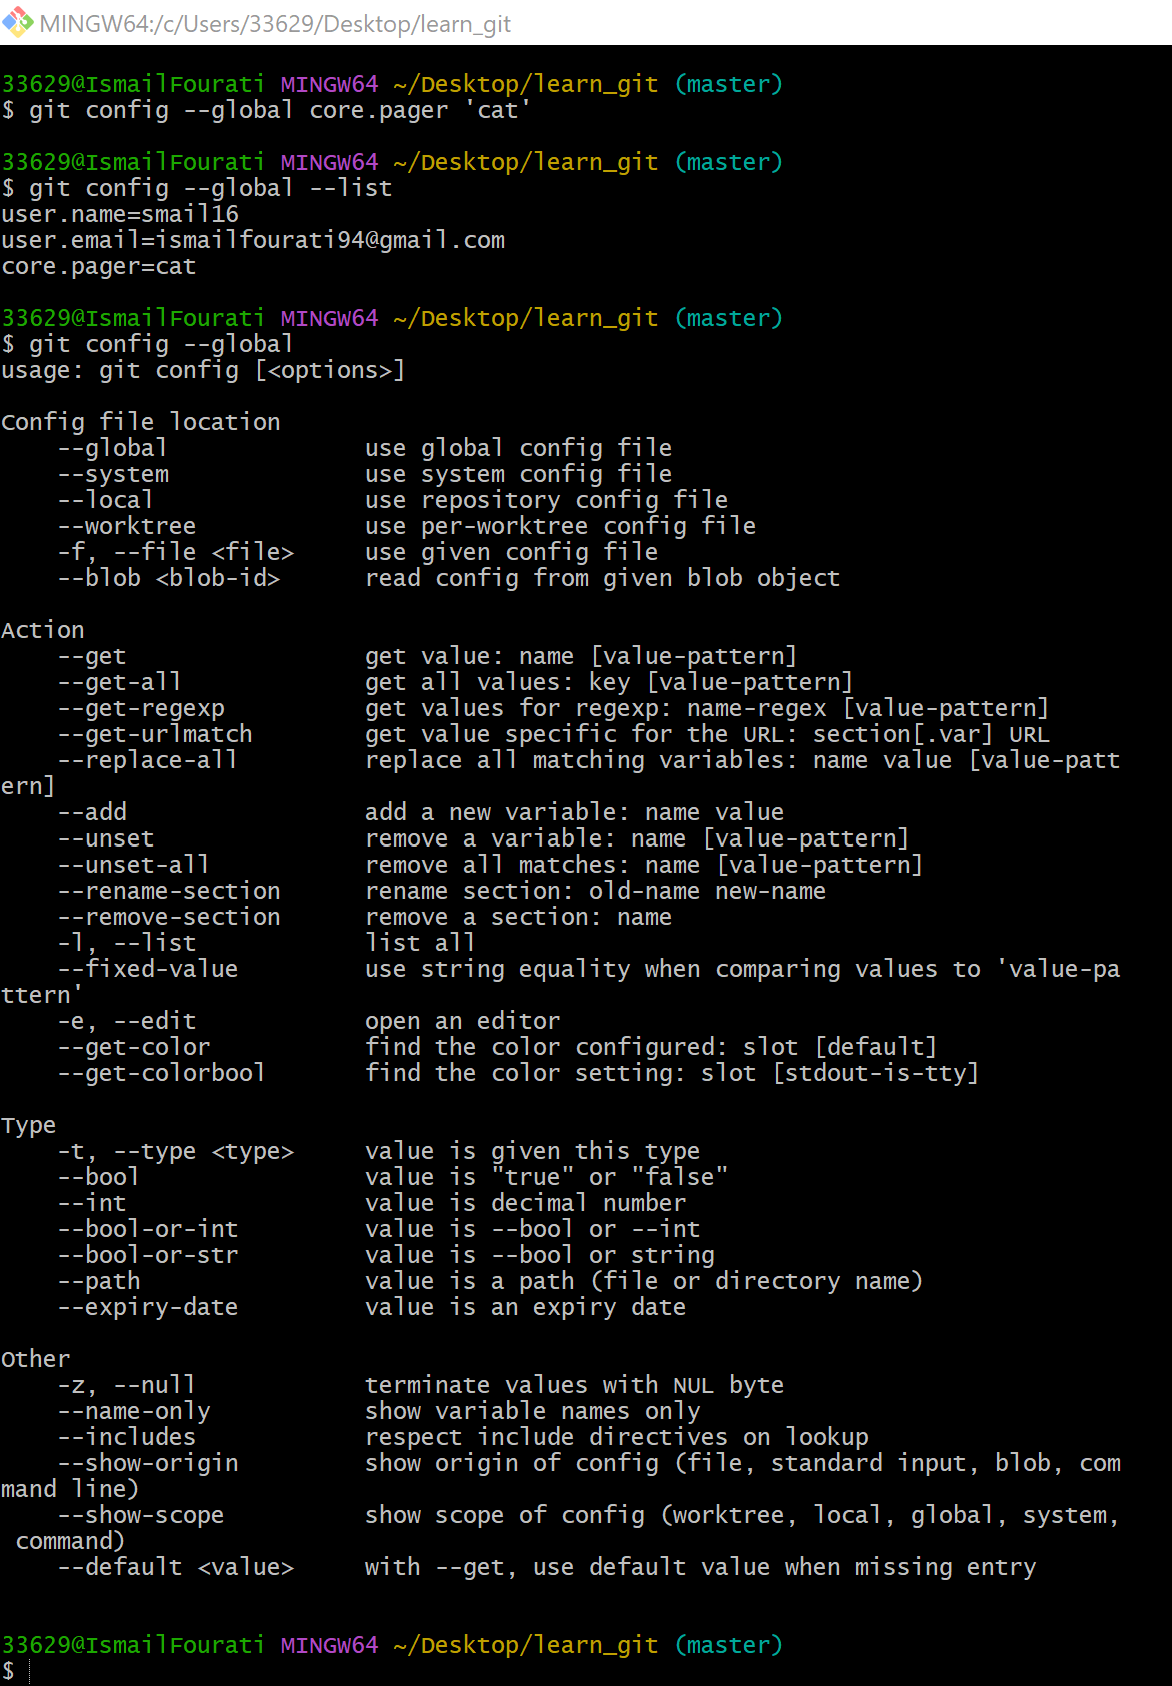 MINGW64:/c/Users/33629/Desktop/learn_git
33629@IsmailFourati MINGW64 ~/Desktop/learn_git (master)
$ git config --global core.pager 'cat'
33629@IsmailFourati MINGW64 ~/Desktop/learn_git (master)
$ git config --global --list
user.name=smail16
user.email=ismailfourati94@gmail.com
core.pager=cat
33629@IsmailFourati MINGW64 ~/Desktop/learn_git (master)
$ git config --global
usage: git config [<options>]
Config file location
    --global              use global config file
    --system              use system config file
    --local               use repository config file
    --worktree            use per-worktree config file
    -f, --file <file>     use given config file
    --blob <blob-id>      read config from given blob object
Action
    --get                 get value: name [value-pattern]
    --get-all             get all values: key [value-pattern]
    --get-regexp          get values for regexp: name-regex [value-pattern]
    --get-urlmatch        get value specific for the URL: section[.var] URL
    --replace-all         replace all matching variables: name value [value-patt
ern]
    --add                 add a new variable: name value
    --unset               remove a variable: name [value-pattern]
    --unset-all           remove all matches: name [value-pattern]
    --rename-section      rename section: old-name new-name
    --remove-section      remove a section: name
    -l, --list            list all
    --fixed-value         use string equality when comparing values to 'value-pa
ttern'
    -e, --edit            open an editor
    --get-color           find the color configured: slot [default]
    --get-colorbool       find the color setting: slot [stdout-is-tty]
Type
    -t, --type <type>     value is given this type
    --bool                value is "true" or "false"
    --int                 value is decimal number
    --bool-or-int         value is --bool or --int
    --bool-or-str         value is --bool or string
    --path                value is a path (file or directory name)
    --expiry-date         value is an expiry date
Other
    -z, --null            terminate values with NUL byte
    --name-only           show variable names only
    --includes            respect include directives on lookup
    --show-origin         show origin of config (file, standard input, blob, com
mand line)
    --show-scope          show scope of config (worktree, local, global, system,
 command)
    --default <value>     with --get, use default value when missing entry
33629@IsmailFourati MINGW64 ~/Desktop/learn_git (master)
$